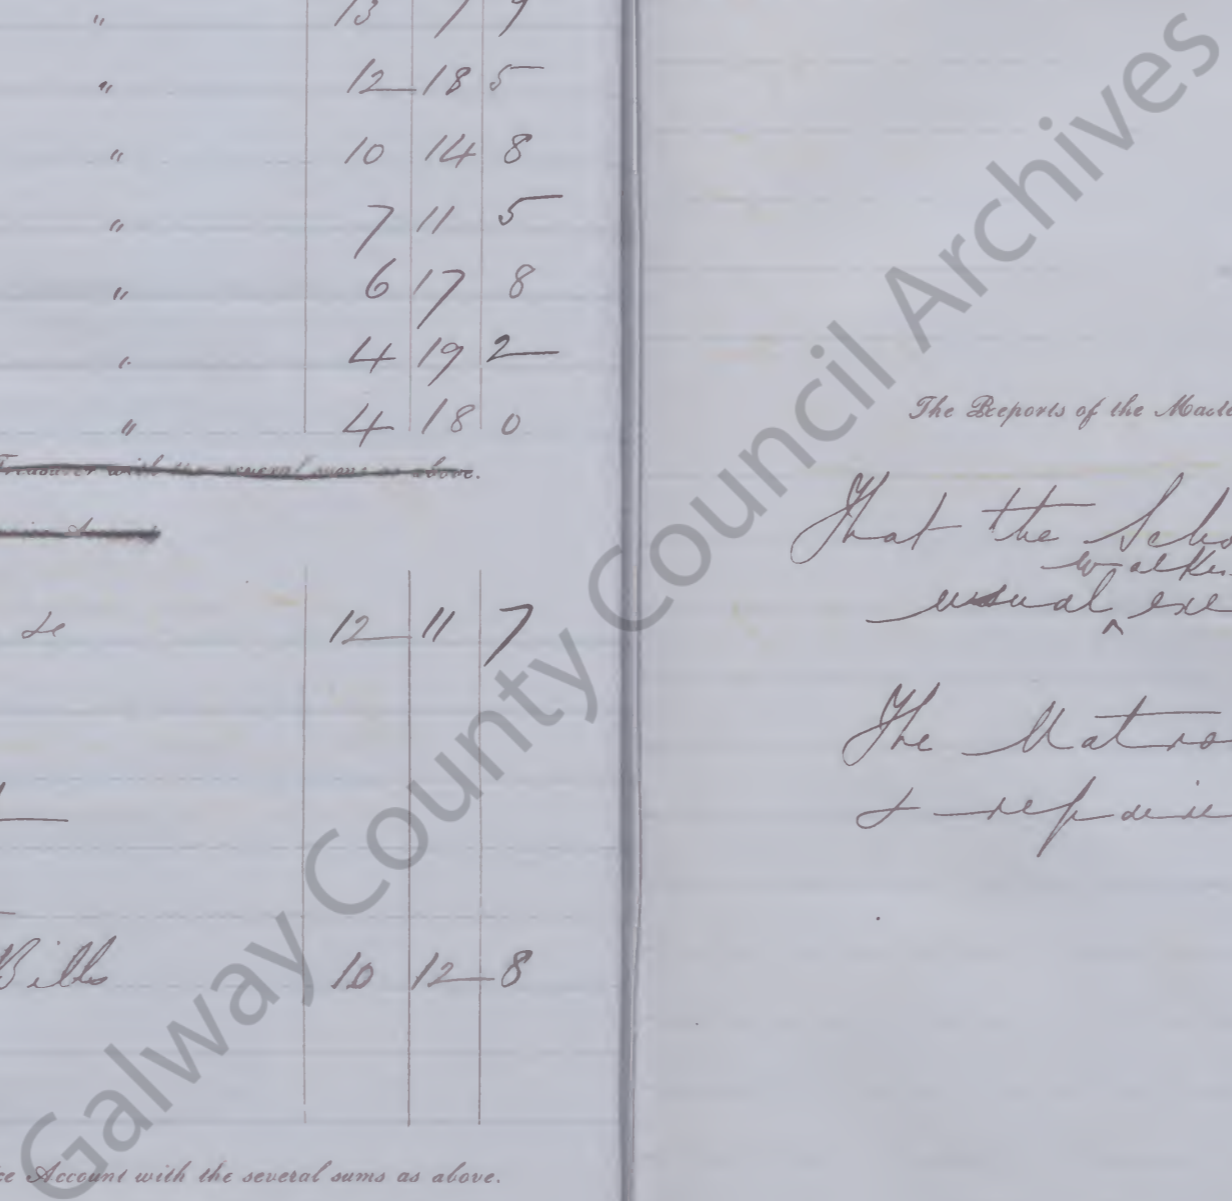 " 13 7 9
" 12 18 5
" 10 14 8
" 7 11 5
" 6 17 8
" 4 19 2
" 4 18 0
Treasurer with the several sums as above.
12 11 7
Bills 10 12 8
Account with the several sums as above.
The Reports of the Maste
That the Scho
walki
usual ^ exe
The Matro
& repairi
Galway County Council Archives